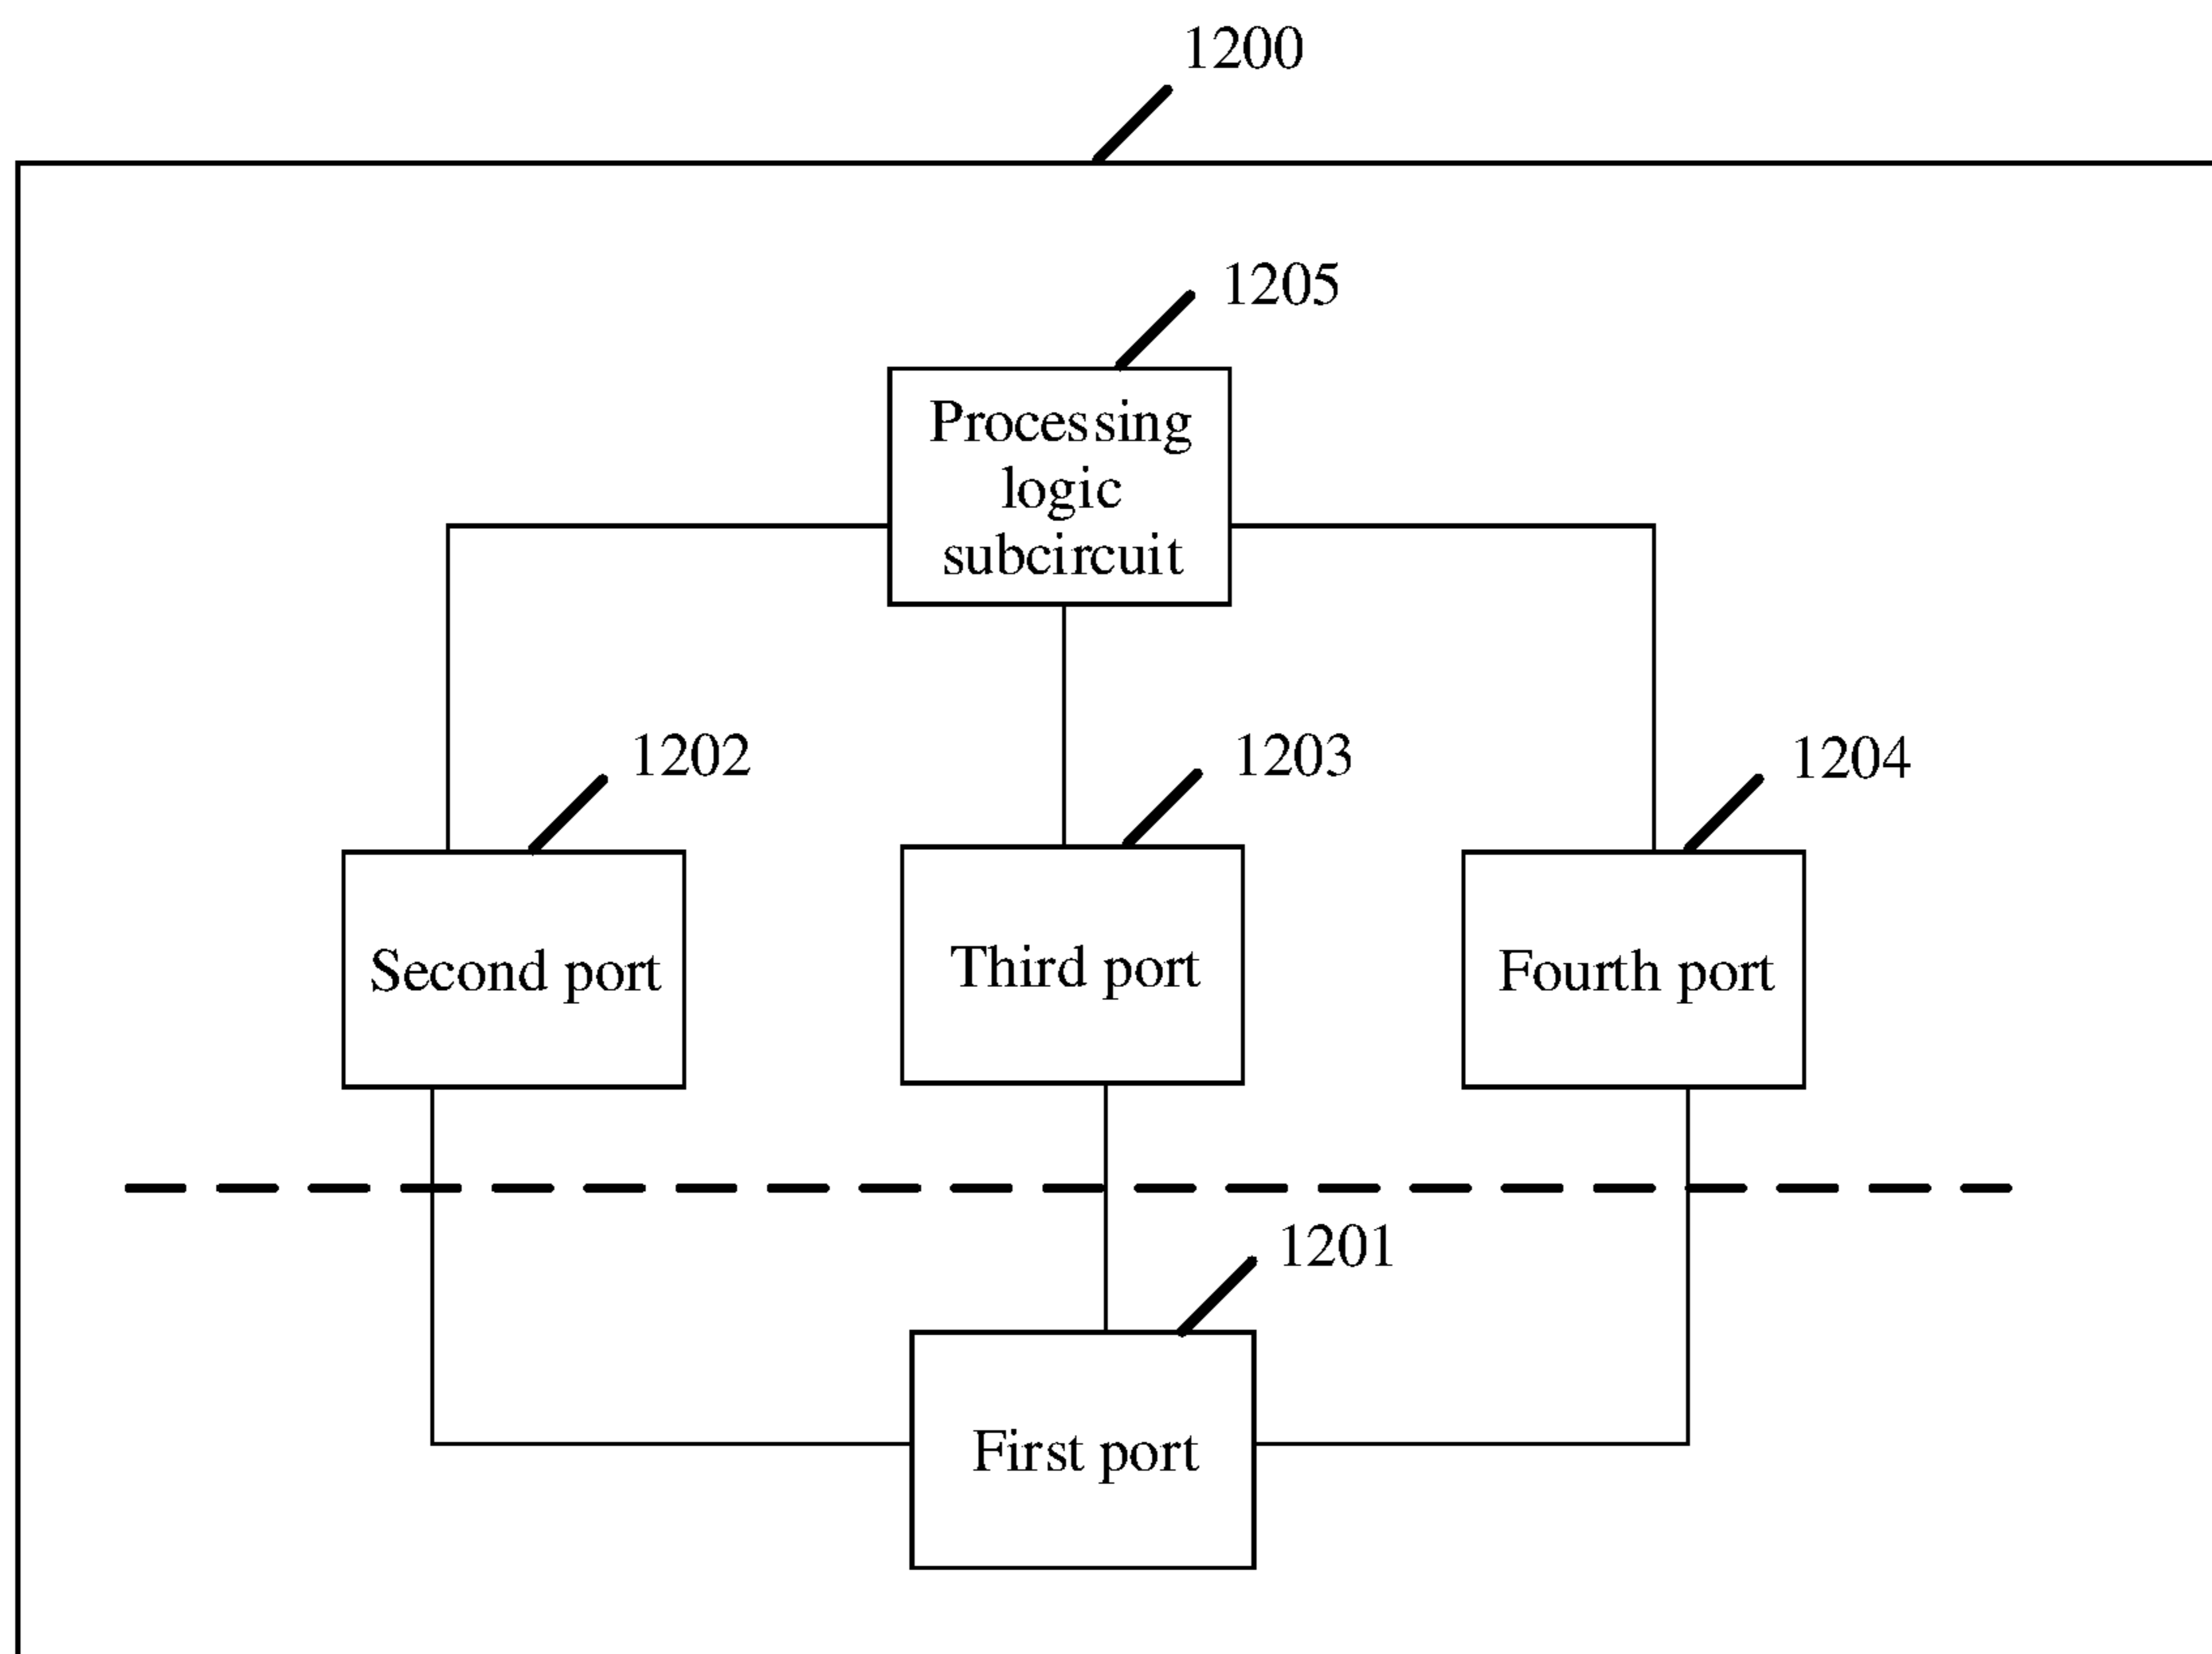 1200
1205
Processing
logic
subcircuit
1202
1203
1204
Second port
Third port
Fourth port
1201
First port